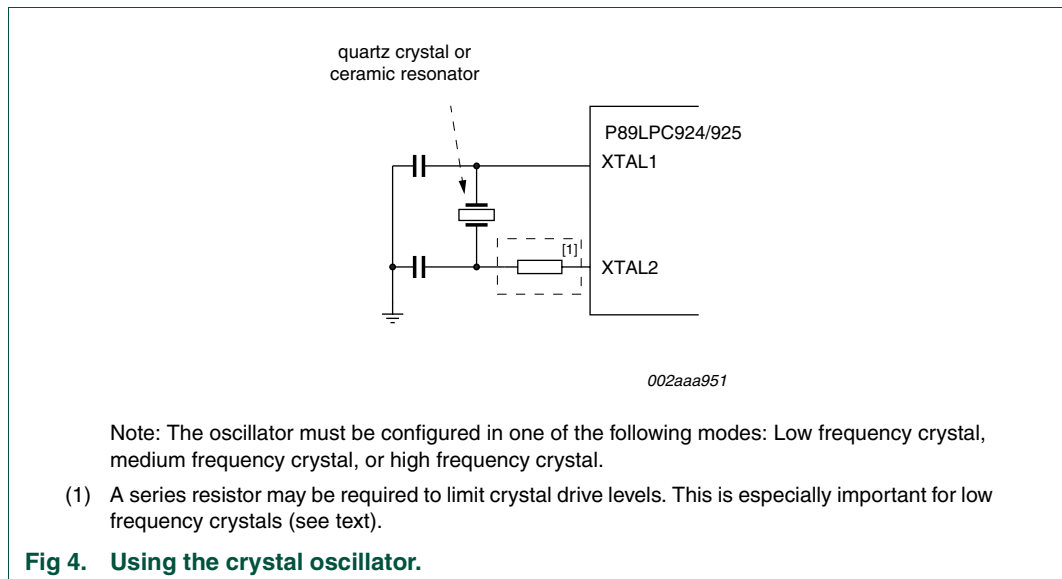 quartz crystal or
ceramic resonator
P89LPC924/925
XTAL1
[1]
XTAL2
002aaa951
Note: The oscillator must be configured in one of the following modes: Low frequency crystal,
medium frequency crystal, or high frequency crystal.
(1) A series resistor may be required to limit crystal drive levels. This is especially important for low
frequency crystals (see text).
Fig 4. Using the crystal oscillator.